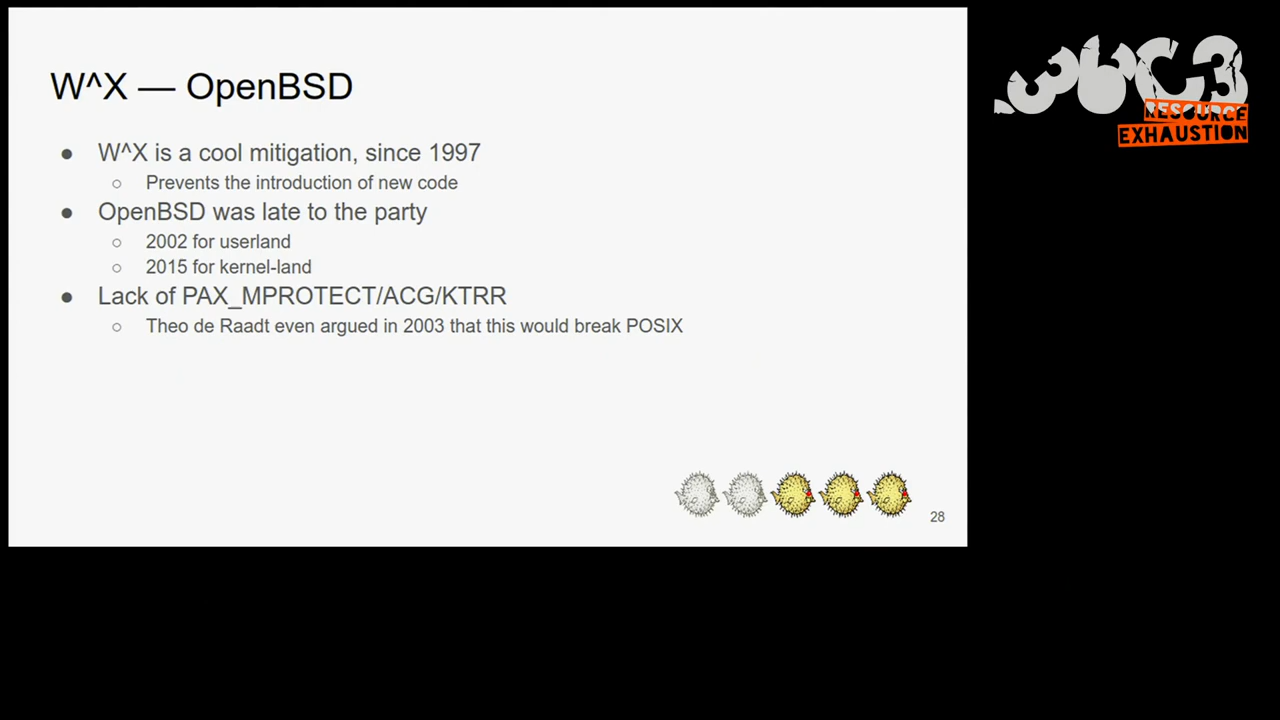 W^X — OpenBSD
● W^X is a cool mitigation, since 1997
○ Prevents the introduction of new code
● OpenBSD was late to the party
○ 2002 for userland
○ 2015 for kernel-land
● Lack of PAX_MPROTECT/ACG/KTRR
○ Theo de Raadt even argued in 2003 that this would break POSIX
28
36C3
RESOURCE
EXHAUSTION